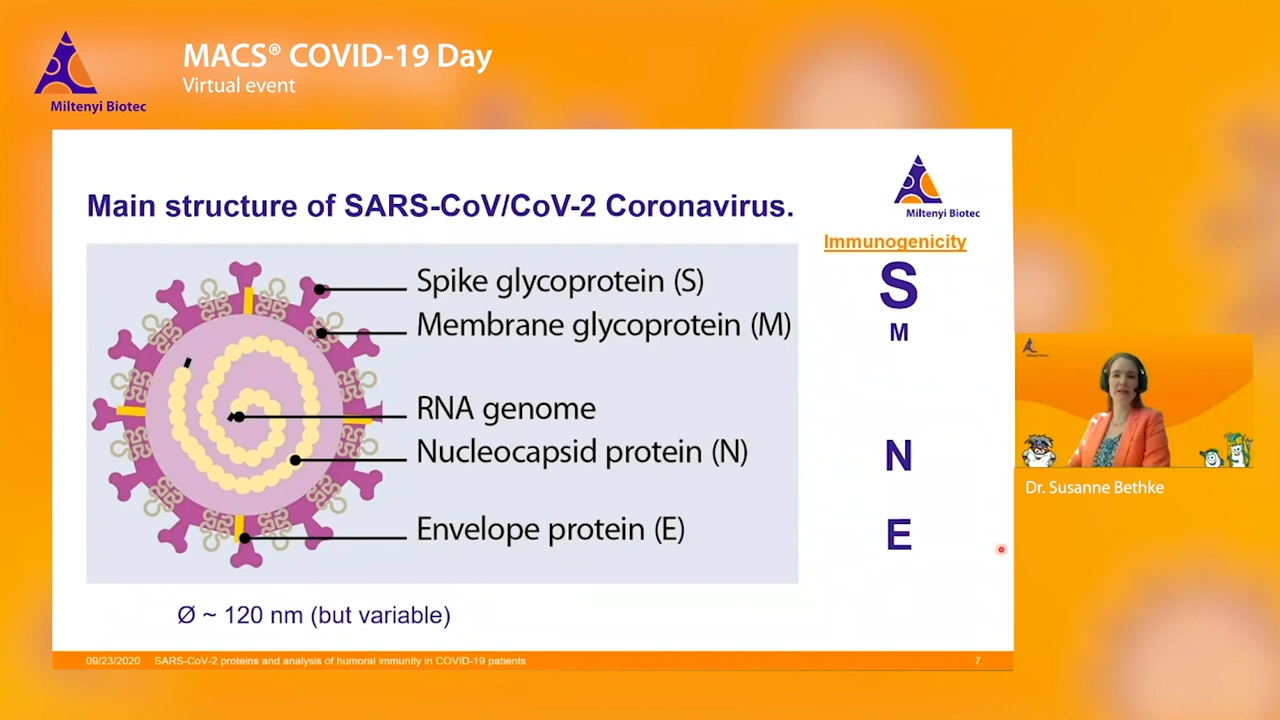 MACS® COVID-19 Day
Virtual event
Miltenyi Biotec
Main structure of SARS-CoV/CoV-2 Coronavirus.
Miltenyi Biotec
Immunogenicity
Spike glycoprotein (S)
S
Membrane glycoprotein (M)
M
RNA genome
Nucleocapsid protein (N)
N
Envelope protein (E)
E
Ø ~ 120 nm (but variable)
Dr. Susanne Bethke
09/23/2020 SARS-CoV-2 proteins and analysis of humoral immunity in COVID-19 patients 7